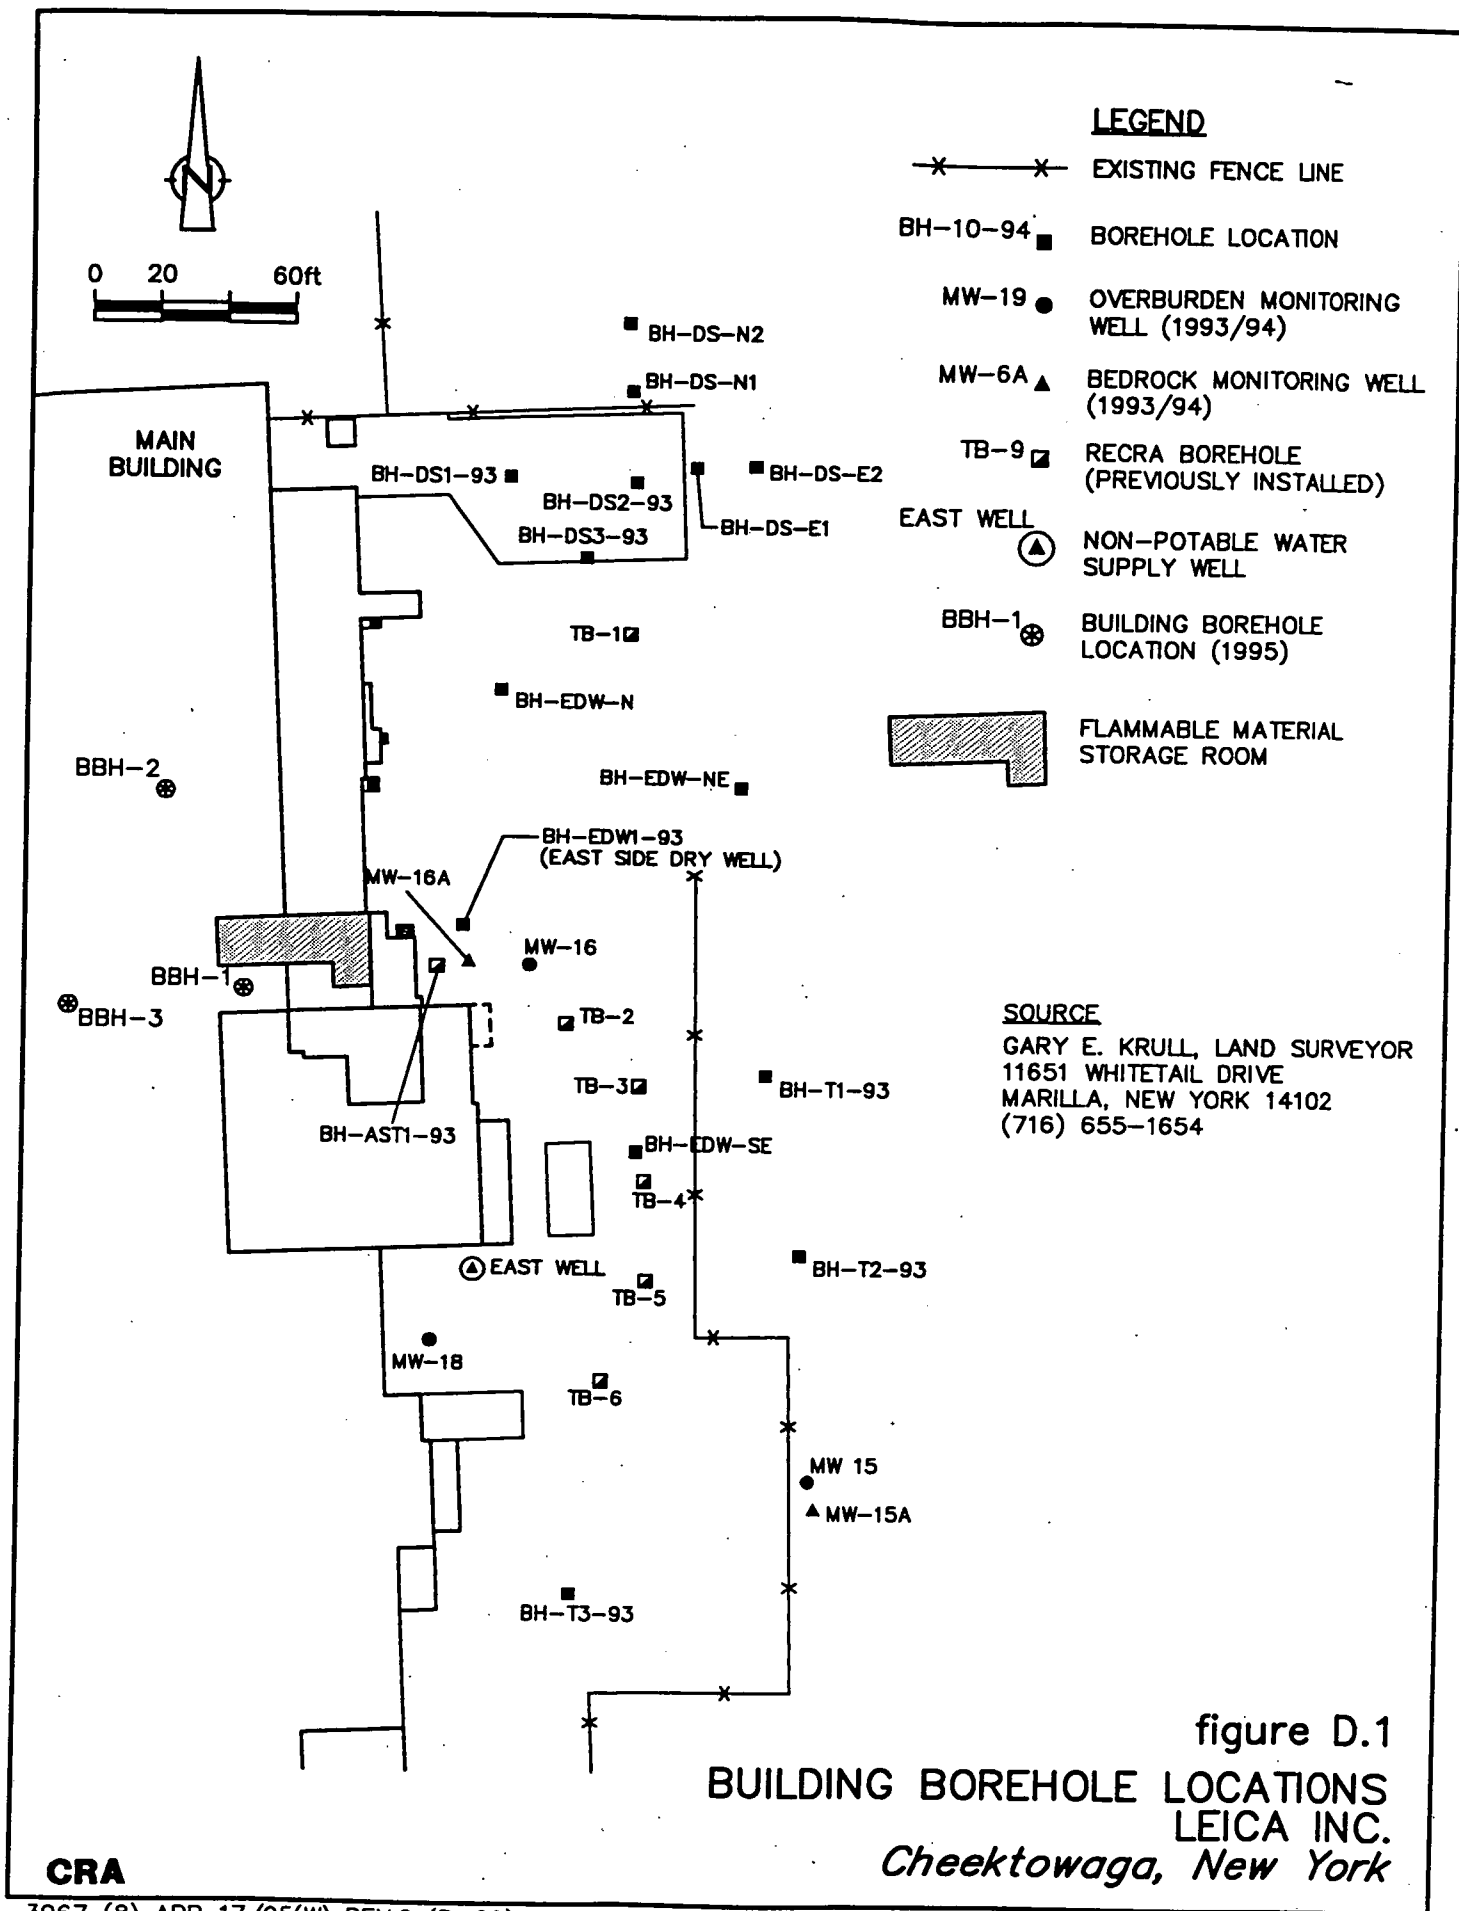 LEGEND
EXISTING FENCE LINE
BH-10-94
BOREHOLE LOCATION
MW-19
OVERBURDEN MONITORING
WELL (1993/94)
MW-6A
BEDROCK MONITORING WELL
(1993/94)
TB-9
RECRA BOREHOLE
(PREVIOUSLY INSTALLED)
EAST WELL
NON-POTABLE WATER
SUPPLY WELL
BBH-1
BUILDING BOREHOLE
LOCATION (1995)
FLAMMABLE MATERIAL
STORAGE ROOM
N
0 20 60ft
BH-DS-N2
BH-DS-N1
MAIN
BUILDING
BH-DS1-93
BH-DS2-93
BH-DS-E2
BH-DS-E1
BH-DS3-93
TB-1
BH-EDW-N
BBH-2
BH-EDW-NE
BH-EDW1-93
(EAST SIDE DRY WELL)
MW-16A
MW-16
BBH-1
BBH-3
TB-2
TB-3
BH-T1-93
BH-AST1-93
BH-EDW-SE
TB-4
EAST WELL
BH-T2-93
TB-5
MW-18
TB-6
MW 15
MW-15A
BH-T3-93
SOURCE
GARY E. KRULL, LAND SURVEYOR
11651 WHITETAIL DRIVE
MARILLA, NEW YORK 14102
(716) 655-1654
figure D.1
BUILDING BOREHOLE LOCATIONS
LEICA INC.
Cheektowaga, New York
CRA